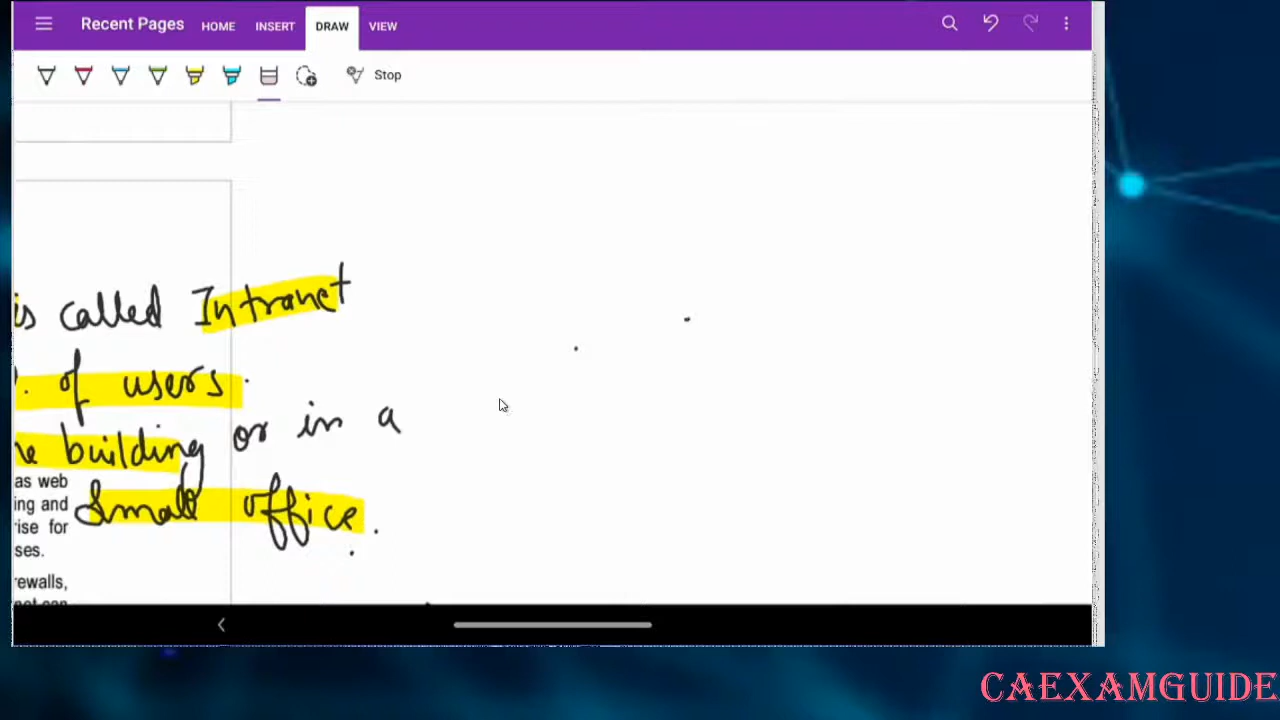 Recent Pages HOME INSERT DRAW VIEW
Stop
is called Intranet
. of users.
building or in a
Small office.
as web
ing and
rise for
ses.
rewalls,
CAEXAMGUIDE